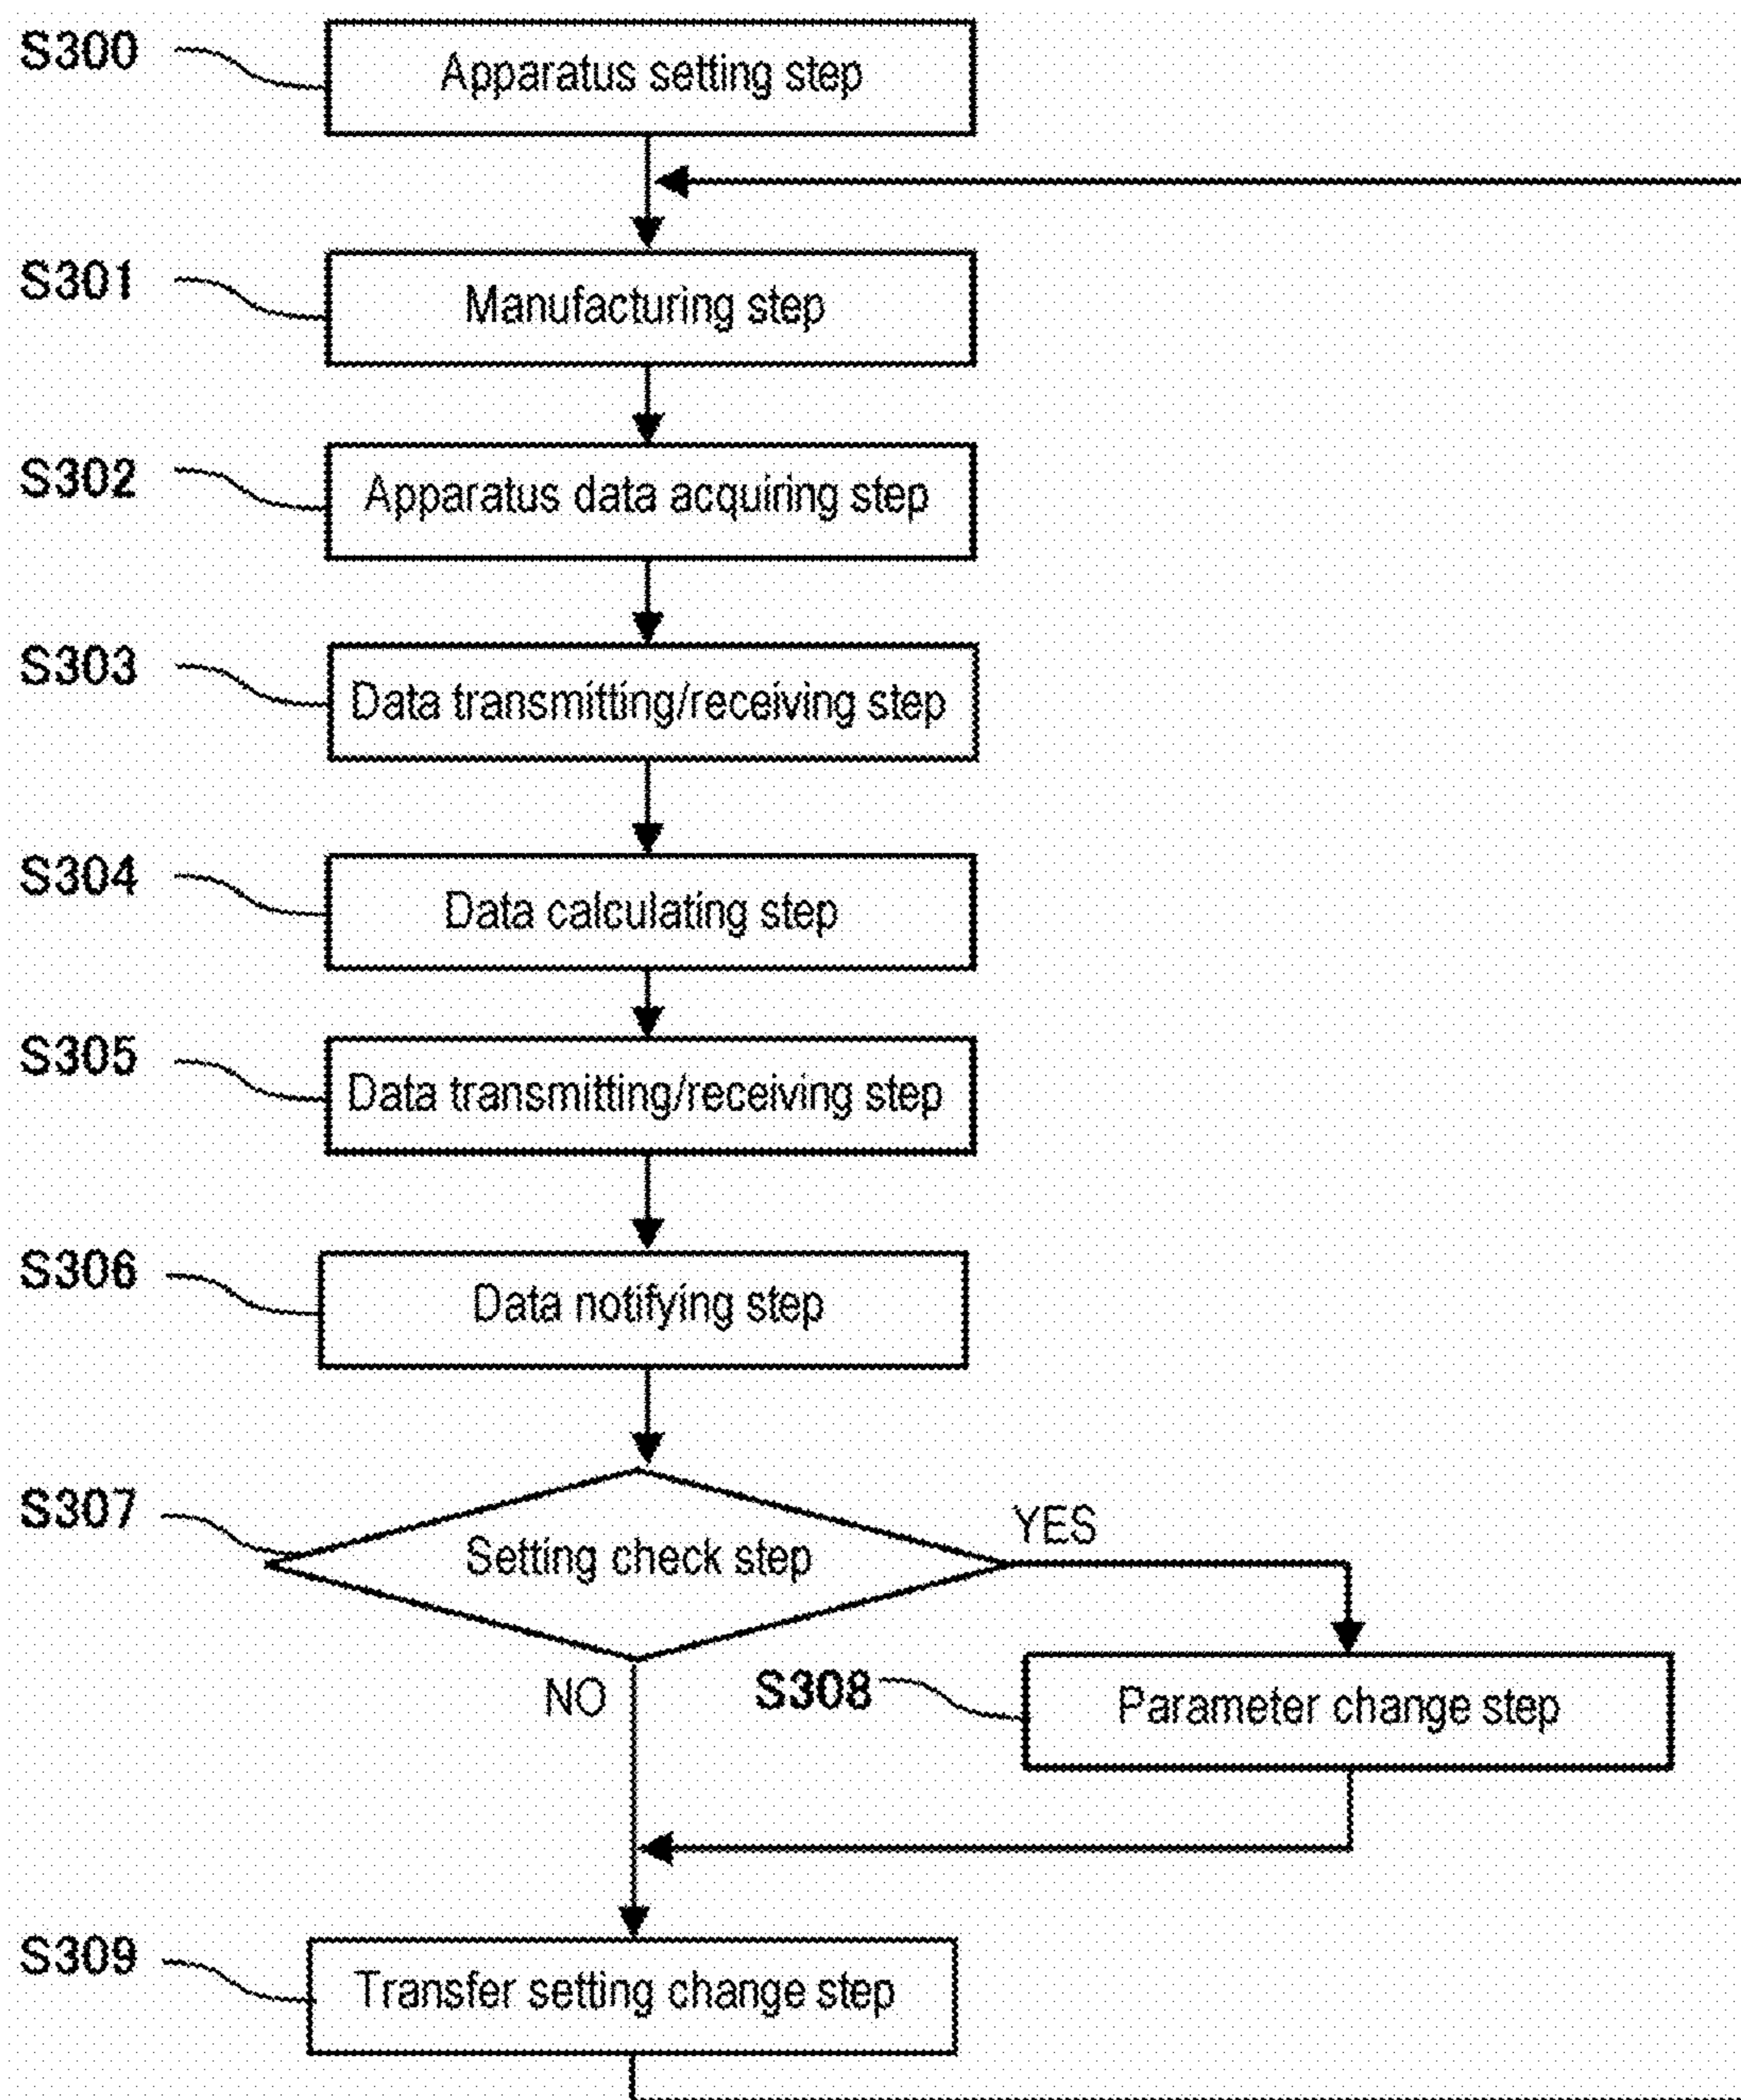 S300
Apparatus setting step
S301
Manufacturing step
S302
Apparatus data acquiring step
S303
Data transmitting/receiving step
S304
Data calculating step
S305
Data transmitting/receiving step
S306
Data notifying step
S307
Setting check step
YES
NO
S308
Parameter change step
S309
Transfer setting change step